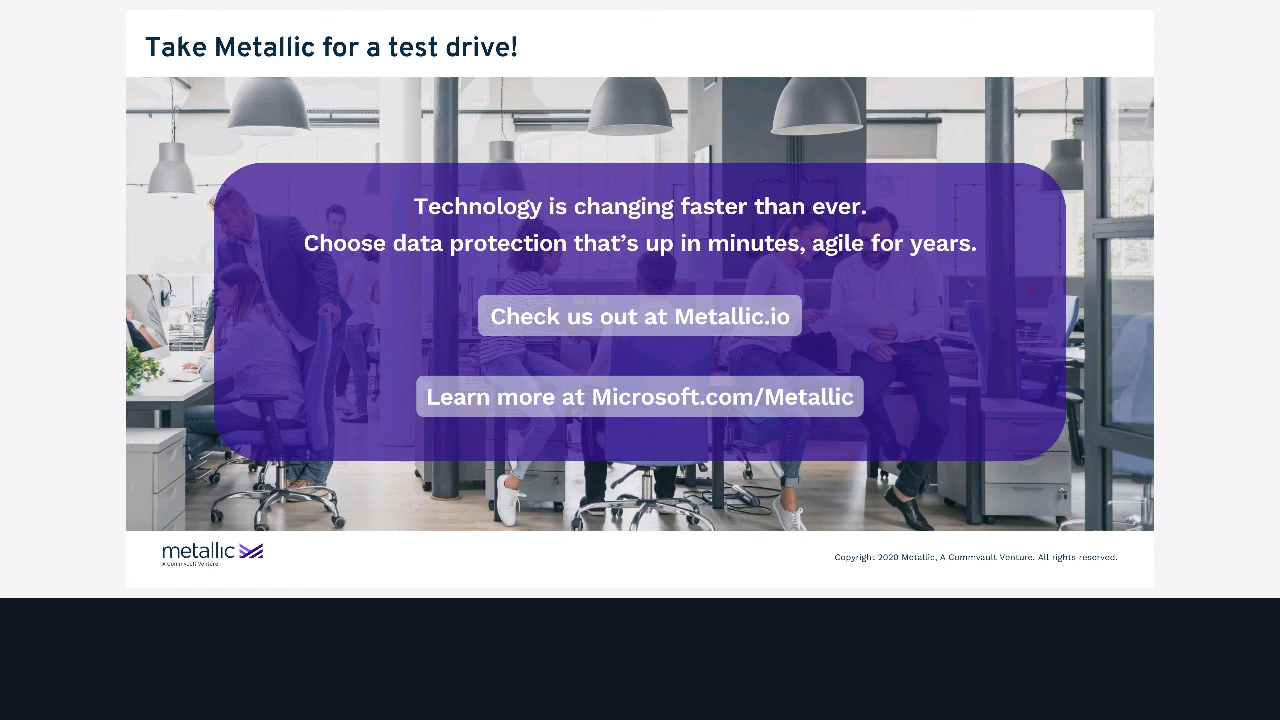 Take Metallic for a test drive!
Technology is changing faster than ever.
Choose data protection that’s up in minutes, agile for years.
Check us out at Metallic.io
Learn more at Microsoft.com/Metallic
metallic
A Commvault Venture
Copyright 2020 Metallic, A Commvault Venture. All rights reserved.